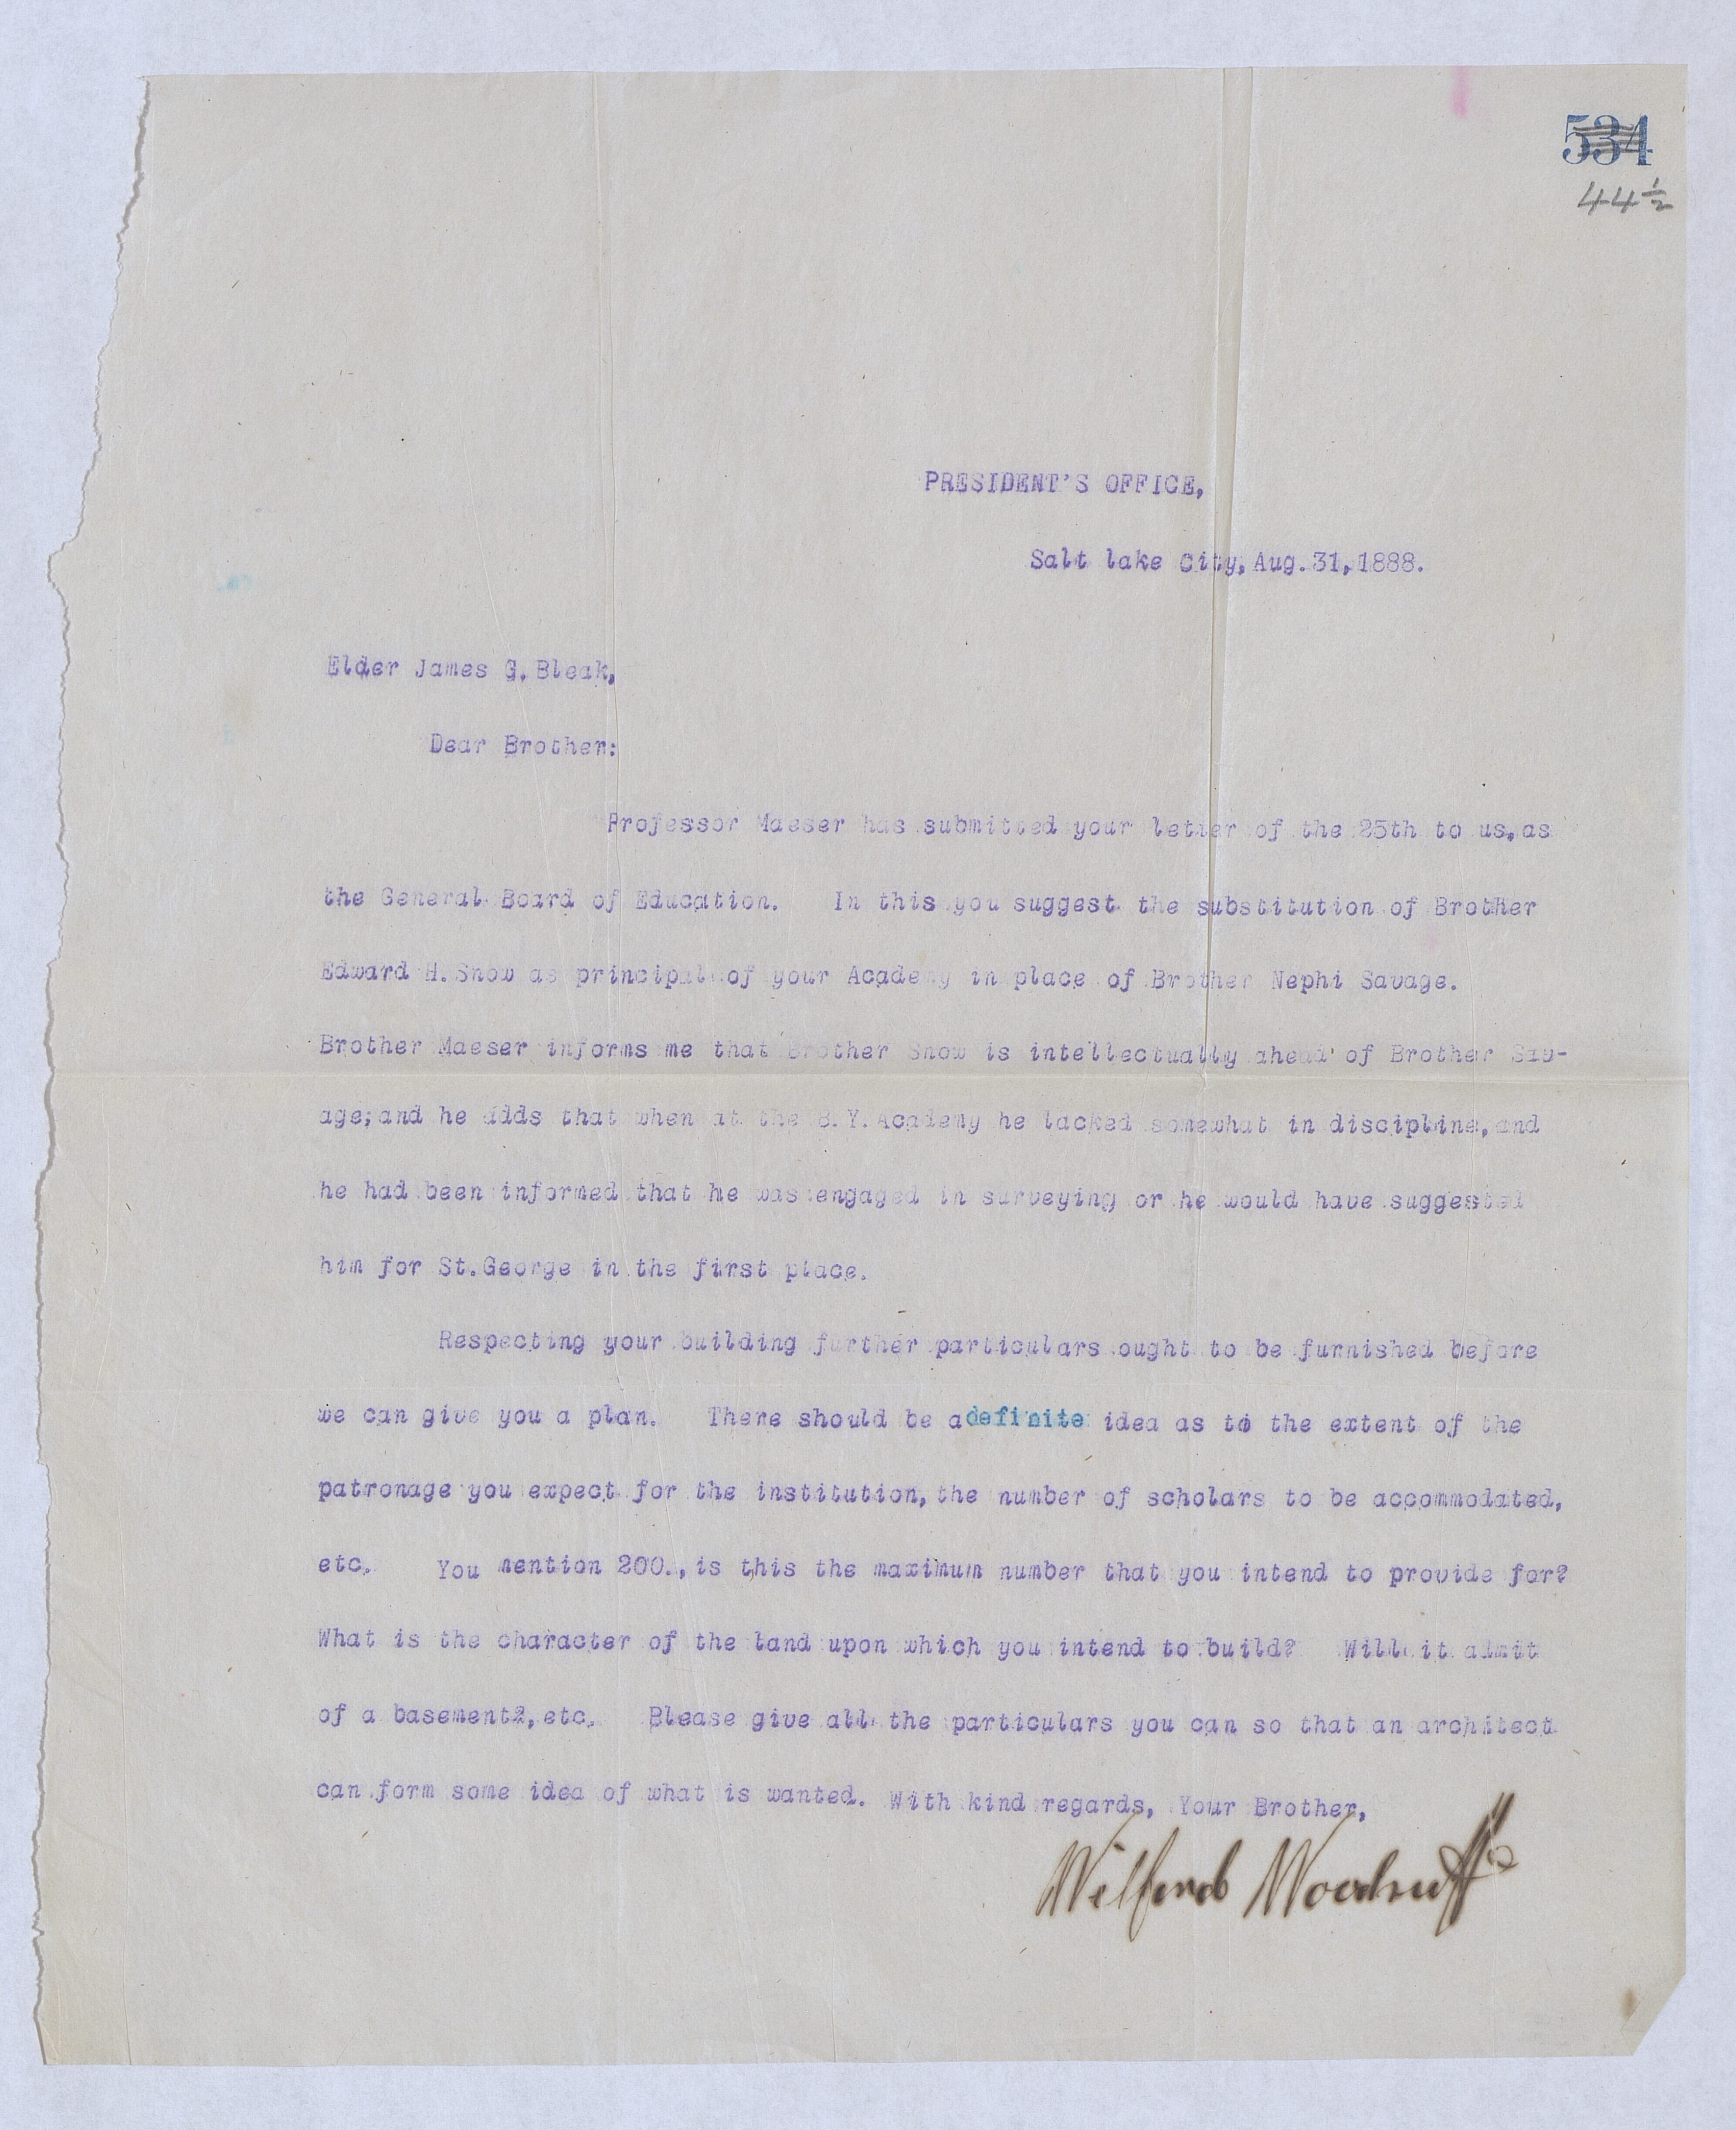 534
44 1/2
PRESIDENT'S OFFICE,
Salt lake City, Aug. 31, 1888.
Elder James G. Bleak,
Dear Brother:
Professor Maeser has submitted your letter of the 25th to us, as
the General Board of Education. In this you suggest the substitution of Brother
Edward H. Snow as principal of your Academy in place of Brother Nephi Savage.
Brother Maeser informs me that Brother Snow is intellectually ahead of Brother Sav-
age; and he adds that when at the B. Y. Academy he lacked somewhat in discipline, and
he had been informed that he was engaged in surveying or he would have suggested
him for St. George in the first place.
Respecting your building further particulars ought to be furnished before
we can give you a plan. There should be a definite idea as to the extent of the
patronage you expect for the institution, the number of scholars to be accommodated,
etc. You mention 200., is this the maximum number that you intend to provide for?
What is the character of the land upon which you intend to build? Will it admit
of a basement?, etc. Please give all the particulars you can so that an architect
can form some idea of what is wanted. With kind regards, Your Brother,
Wilford Woodruff